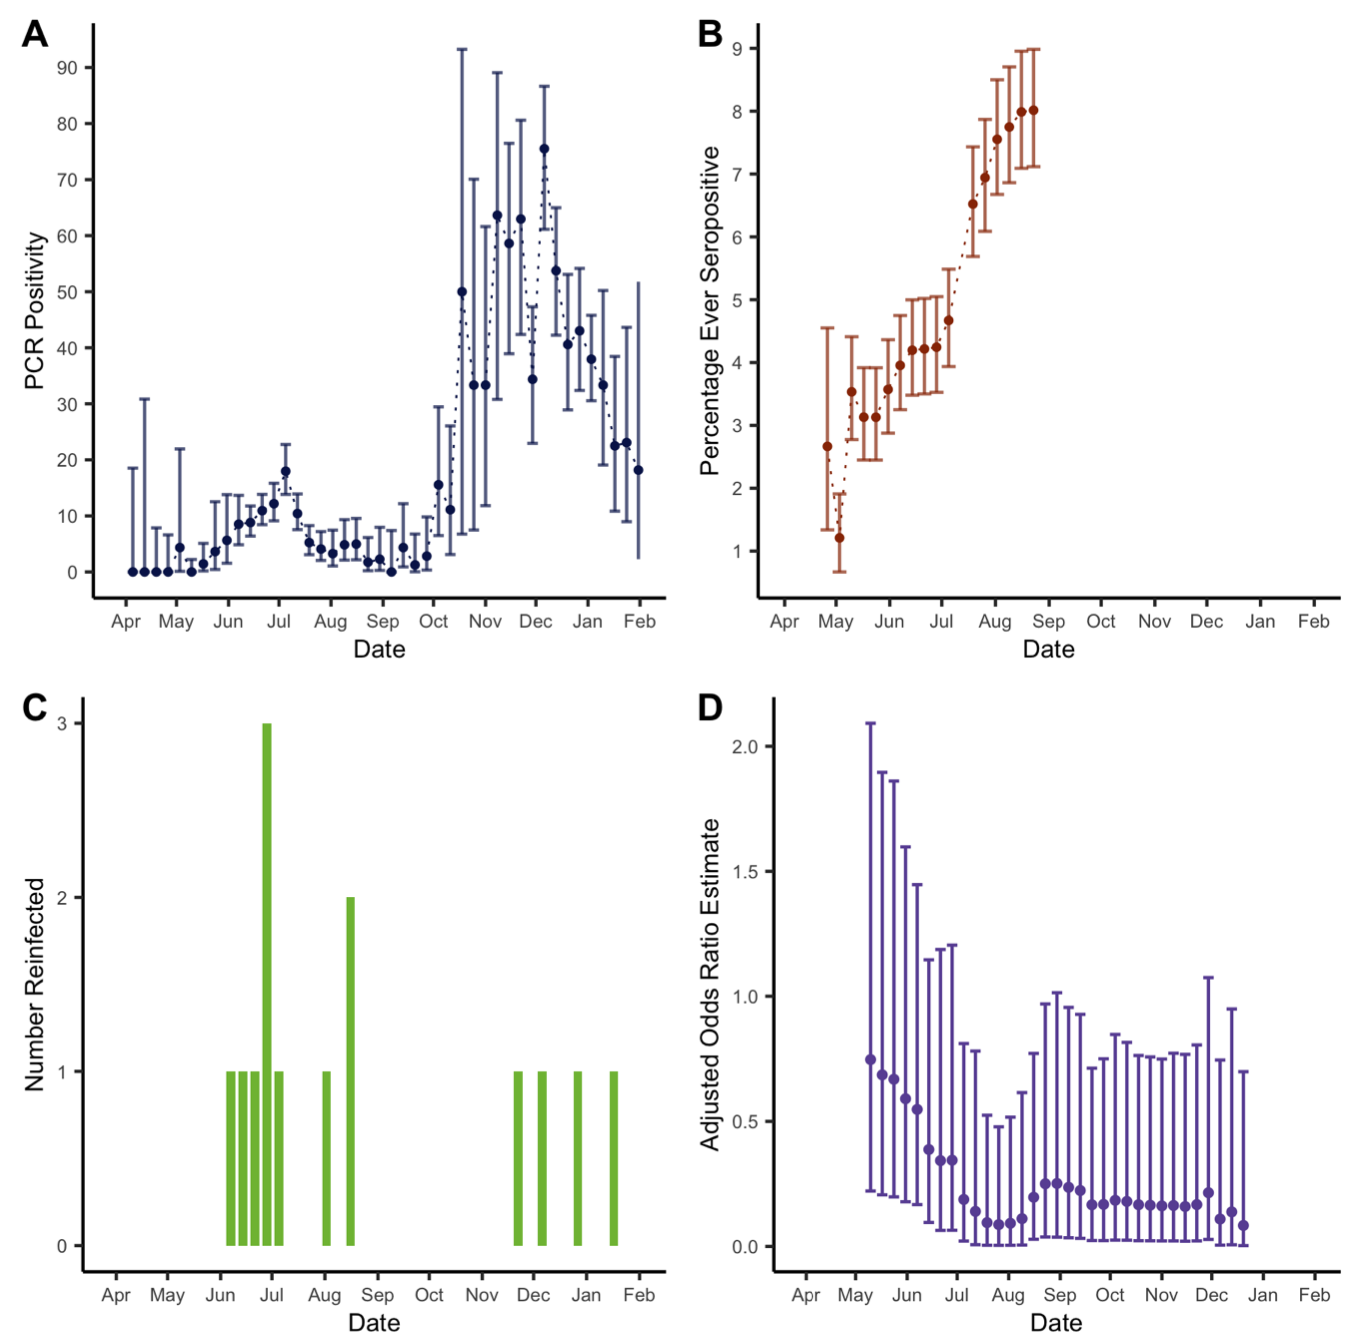 A
PCR Positivity
90
80
70
60
50
40
30
20
10
0
Apr May Jun Jul Aug Sep Oct Nov Dec Jan Feb
Date
B
Percentage Ever Seropositive
9
8
7
6
5
4
3
2
1
Apr May Jun Jul Aug Sep Oct Nov Dec Jan Feb
Date
C
Number Reinfected
3
2
1
0
Apr May Jun Jul Aug Sep Oct Nov Dec Jan Feb
Date
D
Adjusted Odds Ratio Estimate
2.0
1.5
1.0
0.5
0.0
Apr May Jun Jul Aug Sep Oct Nov Dec Jan Feb
Date